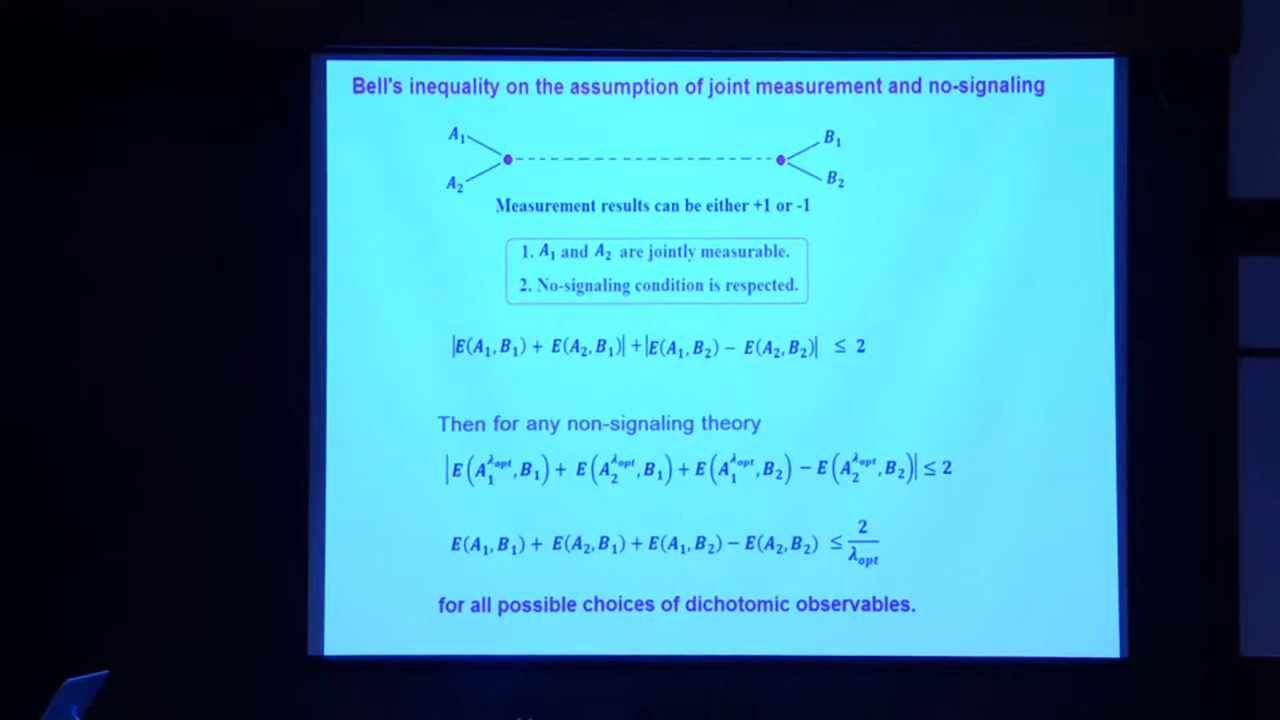 Bell's inequality on the assumption of joint measurement and no-signaling
A₁ B₁
A₂ B₂
Measurement results can be either +1 or -1
1. A₁ and A₂ are jointly measurable.
2. No-signaling condition is respected.
|E(A₁, B₁) + E(A₂, B₁)| + |E(A₁, B₂) − E(A₂, B₂)| ≤ 2
Then for any non-signaling theory
|E(A₁^λopt, B₁) + E(A₂^λopt, B₁) + E(A₁^λopt, B₂) − E(A₂^λopt, B₂)| ≤ 2
E(A₁, B₁) + E(A₂, B₁) + E(A₁, B₂) − E(A₂, B₂) ≤ 2/λopt
for all possible choices of dichotomic observables.